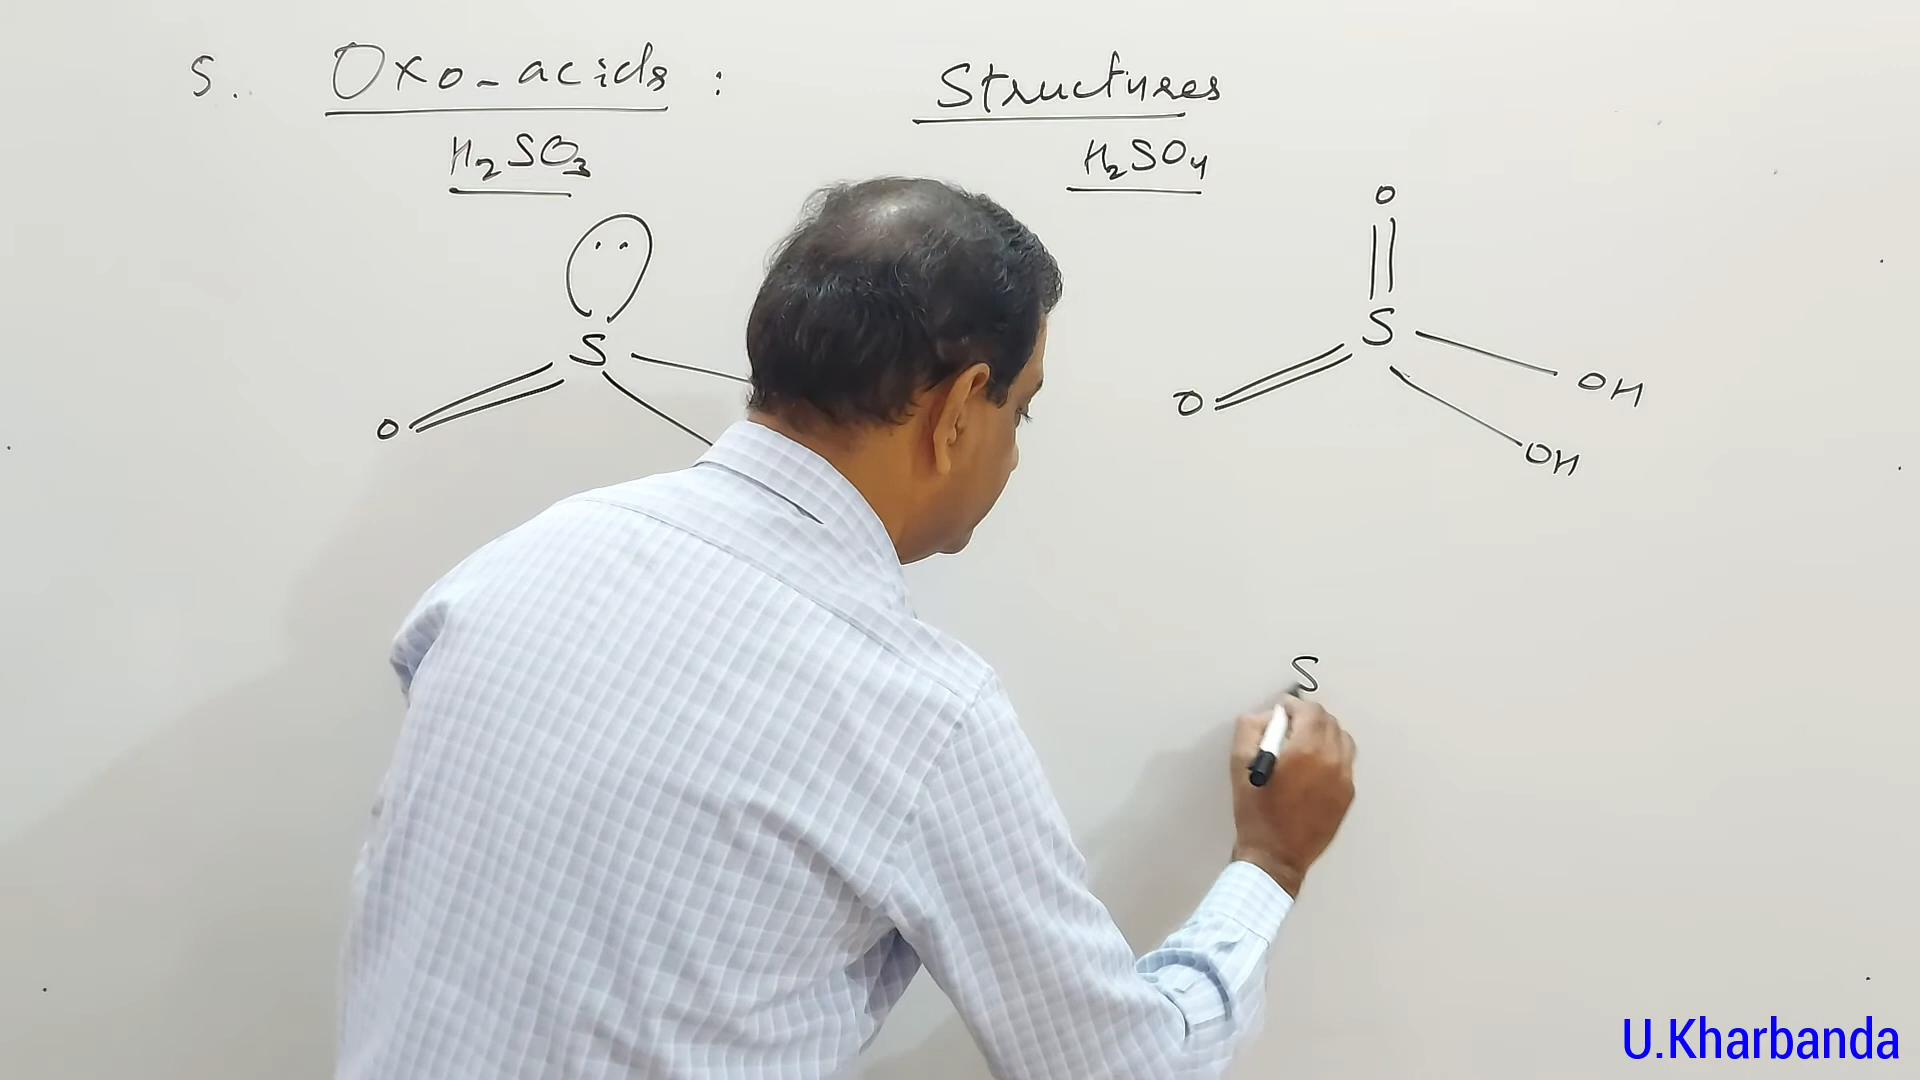 S. Oxo-acids : Structures
H₂SO₃ H₂SO₄
O
S
S
OH
O
O
OH
S
U.Kharbanda